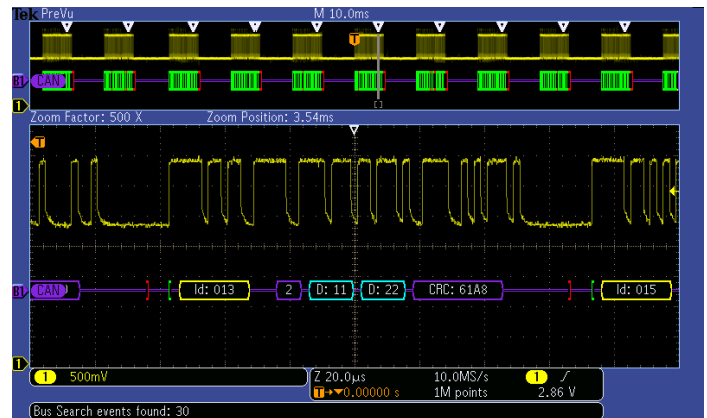 Tek PreVu M 10.0ms
T
B1 CAN
1
[ ]
Zoom Factor: 500 X Zoom Position: 3.54ms
T
B1 CAN Id: 013 2 D: 11 D: 22 CRC: 61A8 Id: 015
1
1 500mV Z 20.0µs 10.0MS/s 1 /
T→▼0.00000 s 1M points 2.86 V
Bus Search events found: 30